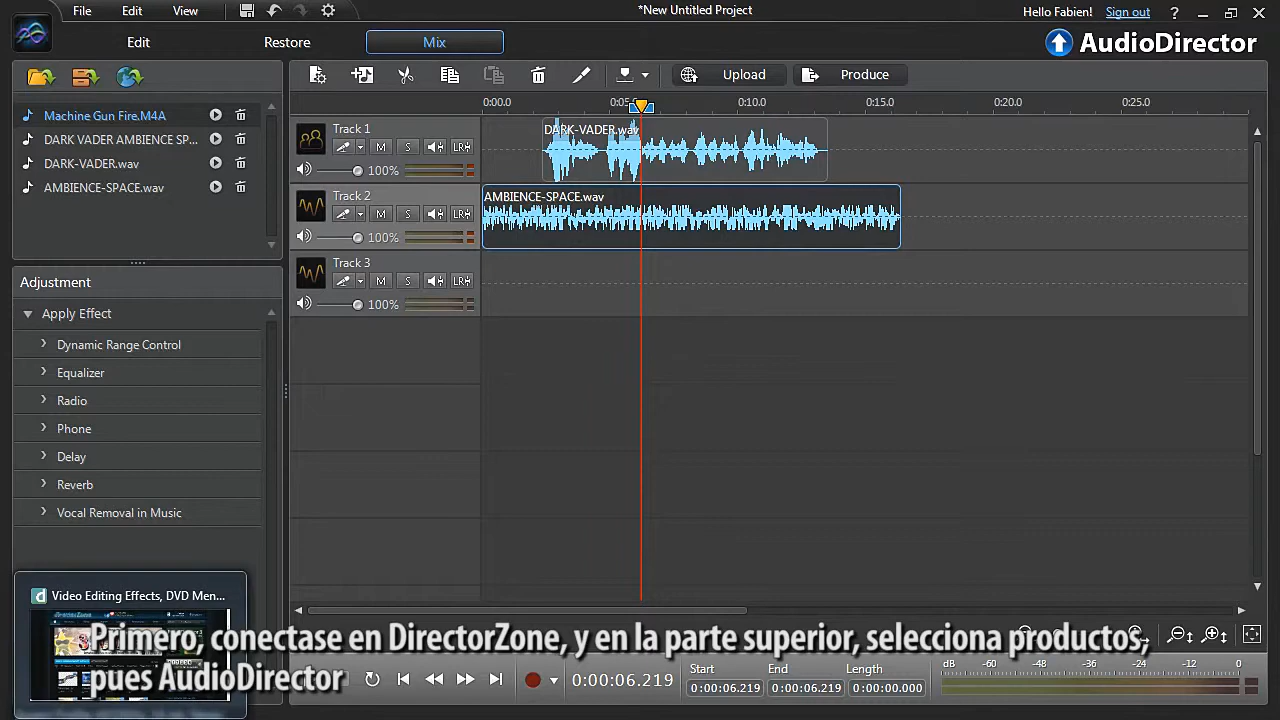 File Edit View
*New Untitled Project
Hello Fabien! Sign out ?
Edit Restore Mix
AudioDirector
Upload Produce
Machine Gun Fire.M4A
DARK VADER AMBIENCE SP...
DARK-VADER.wav
AMBIENCE-SPACE.wav
0:00.0 0:05. 0:10.0 0:15.0 0:20.0 0:25.0
Track 1
DARK-VADER.wav
M S LR
100%
Track 2
AMBIENCE-SPACE.wav
M S LR
100%
Track 3
M S LR
100%
Adjustment
Apply Effect
Dynamic Range Control
Equalizer
Radio
Phone
Delay
Reverb
Vocal Removal in Music
Video Editing Effects, DVD Men...
Primero, conectase en DirectorZone, y en la parte superior, selecciona productos,
pues AudioDirector
0:00:06.219
Start End Length
0:00:06.219 0:00:06.219 0:00:30.000
dB -60 -48 -36 -24 -12 0